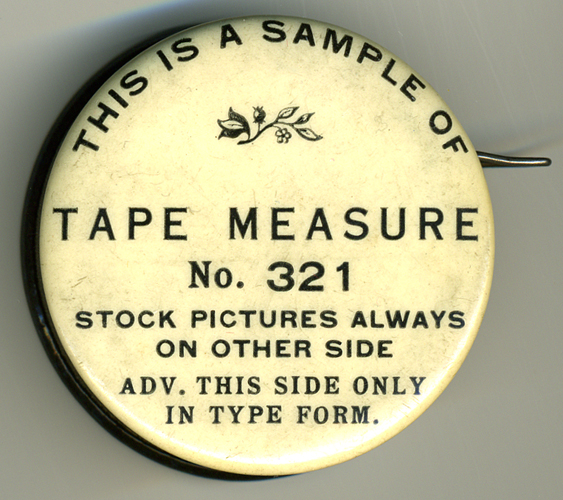 THIS IS A SAMPLE OF
TAPE MEASURE
No. 321
STOCK PICTURES ALWAYS
ON OTHER SIDE
ADV. THIS SIDE ONLY
IN TYPE FORM.